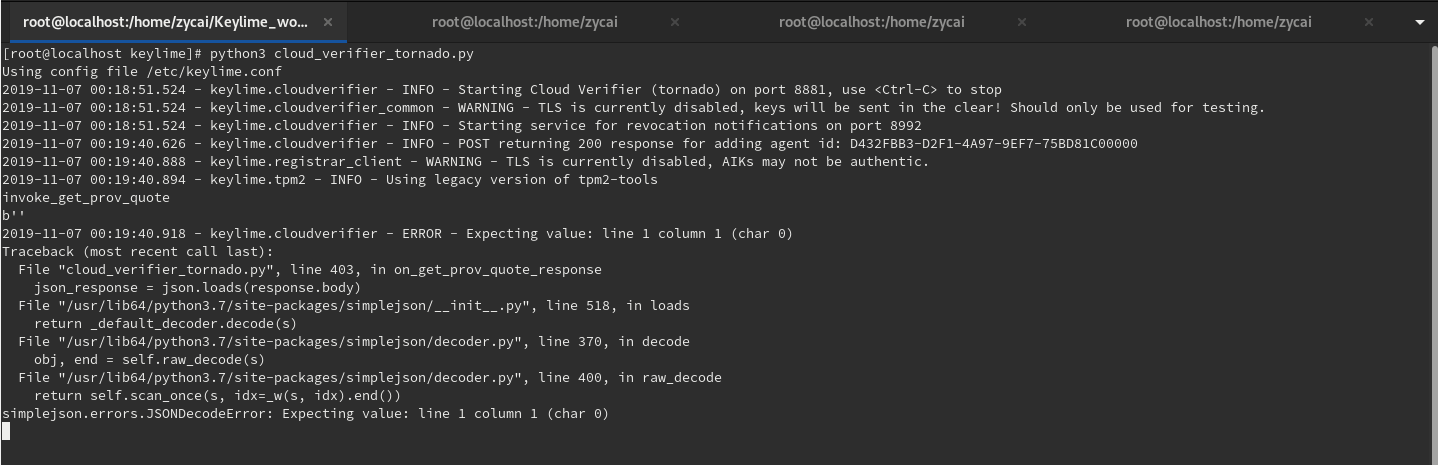 root@localhost:/home/zycai/Keylime_wo... × root@localhost:/home/zycai × root@localhost:/home/zycai × root@localhost:/home/zycai ×
[root@localhost keylime]# python3 cloud_verifier_tornado.py
Using config file /etc/keylime.conf
2019-11-07 00:18:51.524 - keylime.cloudverifier - INFO - Starting Cloud Verifier (tornado) on port 8881, use <Ctrl-C> to stop
2019-11-07 00:18:51.524 - keylime.cloudverifier_common - WARNING - TLS is currently disabled, keys will be sent in the clear! Should only be used for testing.
2019-11-07 00:18:51.524 - keylime.cloudverifier - INFO - Starting service for revocation notifications on port 8992
2019-11-07 00:19:40.626 - keylime.cloudverifier - INFO - POST returning 200 response for adding agent id: D432FBB3-D2F1-4A97-9EF7-75BD81C00000
2019-11-07 00:19:40.888 - keylime.registrar_client - WARNING - TLS is currently disabled, AIKs may not be authentic.
2019-11-07 00:19:40.894 - keylime.tpm2 - INFO - Using legacy version of tpm2-tools
invoke_get_prov_quote
b''
2019-11-07 00:19:40.918 - keylime.cloudverifier - ERROR - Expecting value: line 1 column 1 (char 0)
Traceback (most recent call last):
  File "cloud_verifier_tornado.py", line 403, in on_get_prov_quote_response
    json_response = json.loads(response.body)
  File "/usr/lib64/python3.7/site-packages/simplejson/__init__.py", line 518, in loads
    return _default_decoder.decode(s)
  File "/usr/lib64/python3.7/site-packages/simplejson/decoder.py", line 370, in decode
    obj, end = self.raw_decode(s)
  File "/usr/lib64/python3.7/site-packages/simplejson/decoder.py", line 400, in raw_decode
    return self.scan_once(s, idx=_w(s, idx).end())
simplejson.errors.JSONDecodeError: Expecting value: line 1 column 1 (char 0)